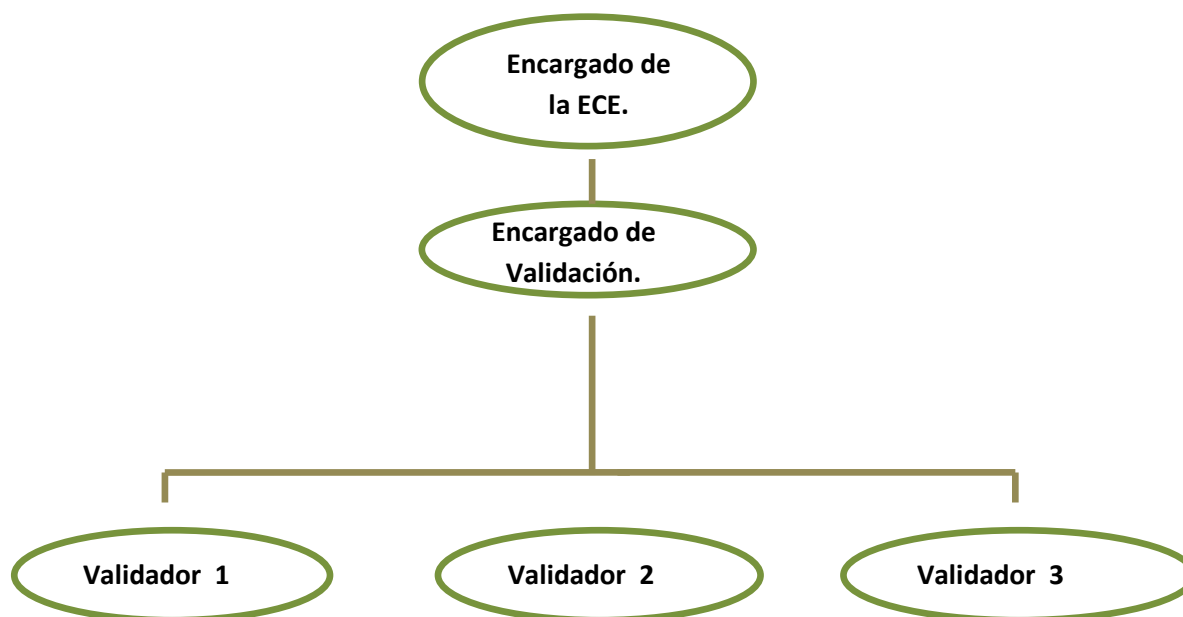 Encargado de
la ECE.
Encargado de
Validación.
Validador 1
Validador 2
Validador 3